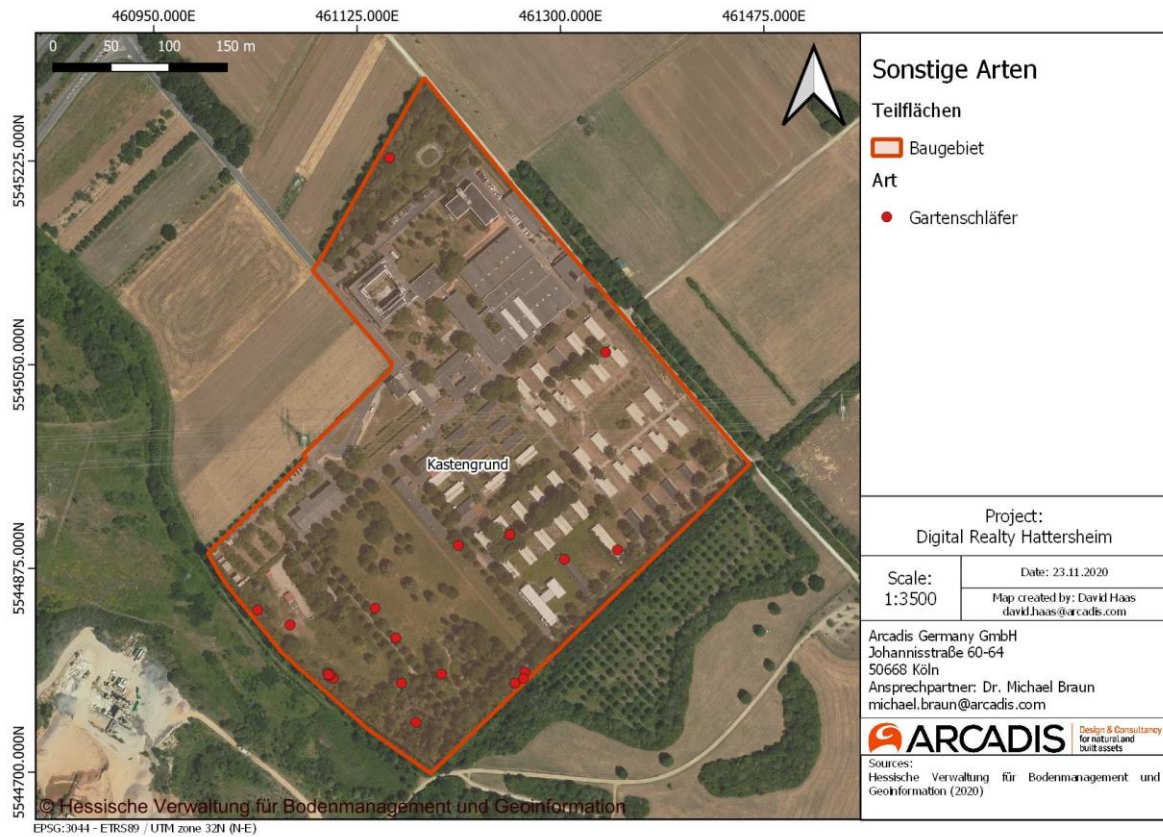 460950.000E 461125.000E 461300.000E 461475.000E
0 50 100 150 m
5545225.000N
5545050.000N
5544875.000N
5544700.000N
Kastengrund
© Hessische Verwaltung für Bodenmanagement und Geoinformation
EPSG:3044 - ETRS89 / UTM zone 32N (N-E)
Sonstige Arten
Teilflächen
Baugebiet
Art
Gartenschläfer
Project:
Digital Realty Hattersheim
Scale:
1:3500
Date: 23.11.2020
Map created by: David Haas
david.haas@arcadis.com
Arcadis Germany GmbH
Johannisstraße 60-64
50668 Köln
Ansprechpartner: Dr. Michael Braun
michael.braun@arcadis.com
ARCADIS
Design & Consultancy
for natural and
built assets
Sources:
Hessische Verwaltung für Bodenmanagement und
Geoinformation (2020)